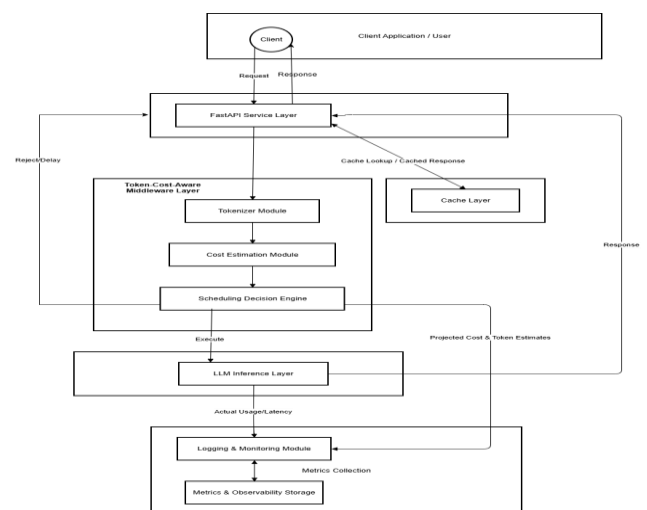 Client
Client Application / User
Request
Response
FastAPI Service Layer
Reject/Delay
Cache Lookup / Cached Response
Token-Cost-Aware
Middleware Layer
Cache Layer
Tokenizer Module
Response
Cost Estimation Module
Scheduling Decision Engine
Execute
Projected Cost & Token Estimates
LLM Inference Layer
Actual Usage/Latency
Logging & Monitoring Module
Metrics Collection
Metrics & Observability Storage